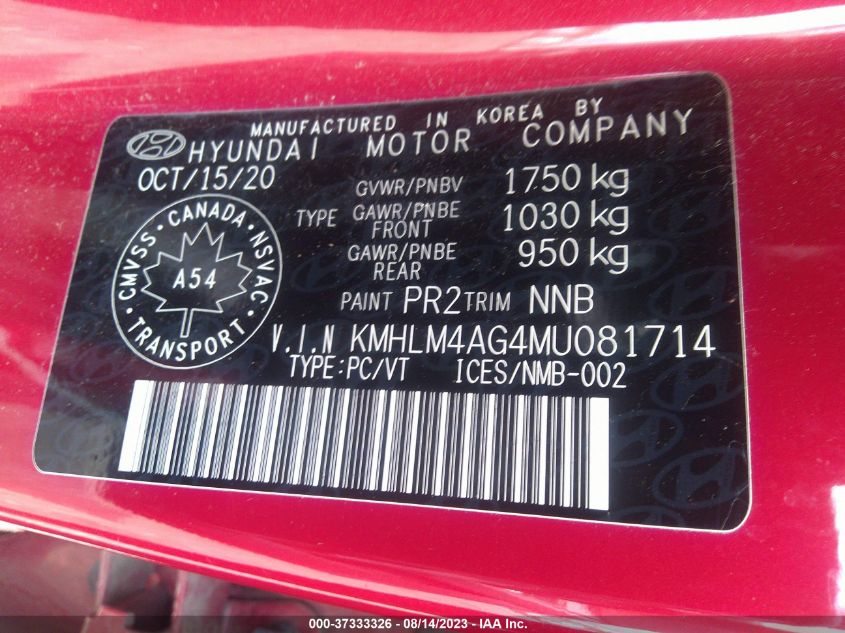 MANUFACTURED IN KOREA BY
HYUNDAI MOTOR COMPANY
OCT/15/20
GVWR/PNBV 1750 kg
TYPE GAWR/PNBE FRONT 1030 kg
GAWR/PNBE REAR 950 kg
CMVSS • CANADA • NSVAC
A54
TRANSPORT
PAINT PR2 TRIM NNB
V.I.N KMHLM4AG4MU081714
TYPE:PC/VT ICES/NMB-002
000-37333326 - 08/14/2023 - IAA Inc.